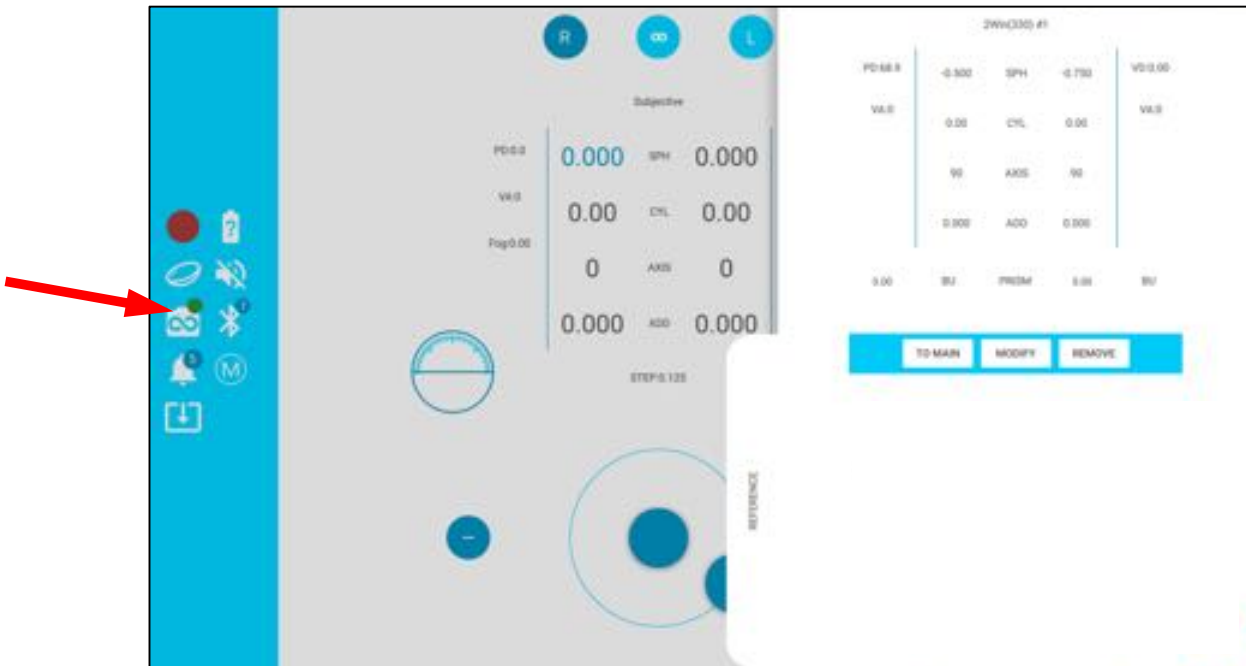 R ∞ L
Subjective
PD:0.0
VA:0
Fog:0.00
0.000 SPH 0.000
0.00 CYL 0.00
0 AXIS 0
0.000 ADD 0.000
STEP 0.125
?
M
REFERENCE
2Win(330) #1
PD:68.9 -0.500 SPH -0.750 VD:0.00
VA:0 0.00 CYL 0.00 VA:0
90 AXIS 90
0.000 ADD 0.000
0.00 BU PRISM 0.00 BU
TO MAIN MODIFY REMOVE